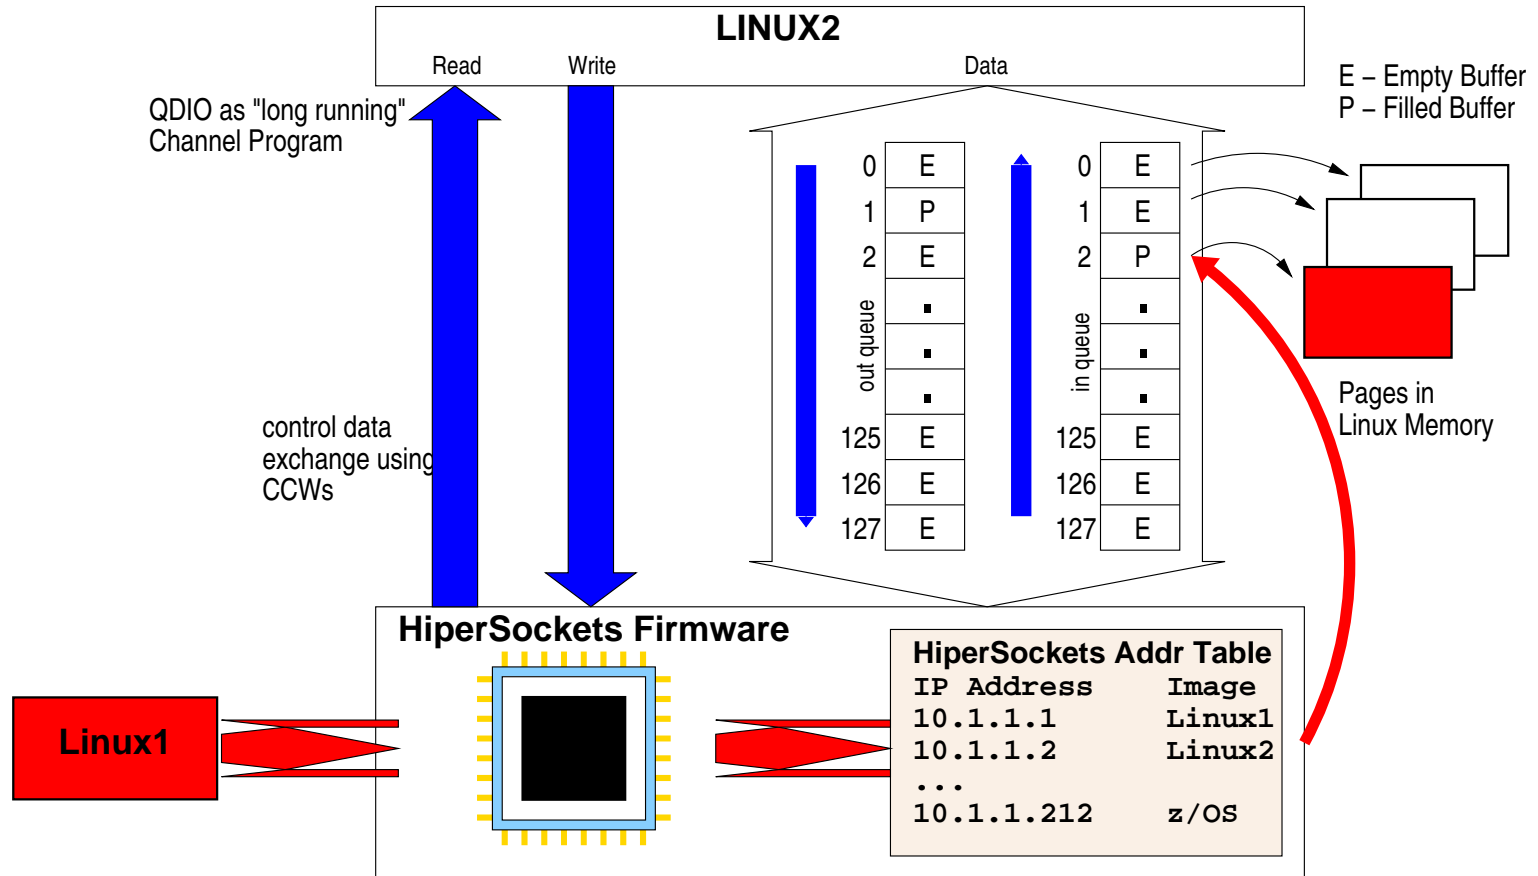 LINUX2
Read Write Data
E – Empty Buffer
P – Filled Buffer
QDIO as "long running"
Channel Program
0 E 0 E
1 P 1 E
2 E 2 P
. .
. .
. .
out queue
in queue
125 E 125 E
126 E 126 E
127 E 127 E
Pages in
Linux Memory
control data
exchange using
CCWs
HiperSockets Firmware
Linux1
HiperSockets Addr Table
IP Address Image
10.1.1.1 Linux1
10.1.1.2 Linux2
...
10.1.1.212 z/OS